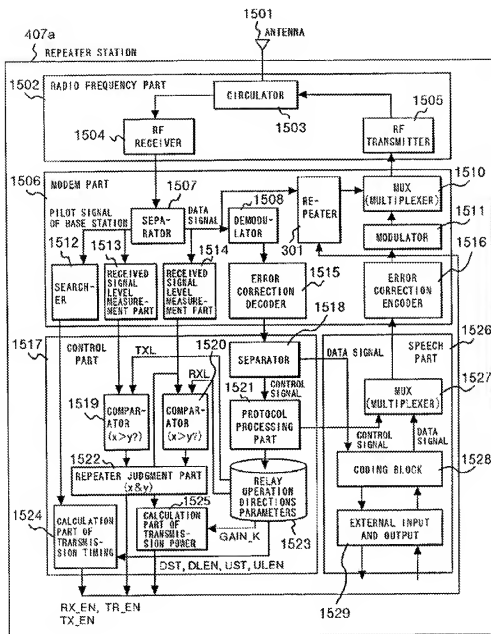 1501
407a
ANTENNA
REPEATER STATION
1502
RADIO FREQUENCY PART
CIRCULATOR
1505
1504
RF
RECEIVER
1503
RF
TRANSMITTER
1506
MODEM PART
1507
1508
1510
PILOT SIGNAL
OF BASE STATION
SEPA-
RATOR
DATA SIGNAL
DEMODU-
LATOR
RE-
PEATER
MUX
(MULTIPLEXER)
1511
1512
1513
1514
301
MODULATOR
1516
SEARCH-
ER
RECEIVED
SIGNAL
LEVEL
MEASURE-
MENT PART
RECEIVED
SIGNAL
LEVEL
MEASURE-
MENT PART
ERROR
CORRECTION
DECODER
1515
1518
ERROR
CORRECTION
ENCODER
1526
1517
CONTROL
PART
TXL
1520
SEPARATOR
DATA SIGNAL
SPEECH
PART
1527
RXL
1521
CONTROL
SIGNAL
MUX
(MULTIPLEXER)
1519
COMPAR-
ATOR
(x>y?)
COMPAR-
ATOR
(x>y?)
PROTOCOL
PROCESSING
PART
CONTROL
SIGNAL
DATA
SIGNAL
1522
REPEATER JUDGMENT PART
(x&y)
1525
RELAY
OPERATION
DIRECTIONS
PARAMETERS
CODING BLOCK
1528
1524
CALCULATION
PART OF
TRANSMIS-
SION TIMING
CALCULATION
PART OF
TRANSMISSION
POWER
GAIN_K
1523
EXTERNAL INPUT
AND OUTPUT
DST, DLEN, UST, ULEN
1529
RX_EN, TR_EN
TX_EN